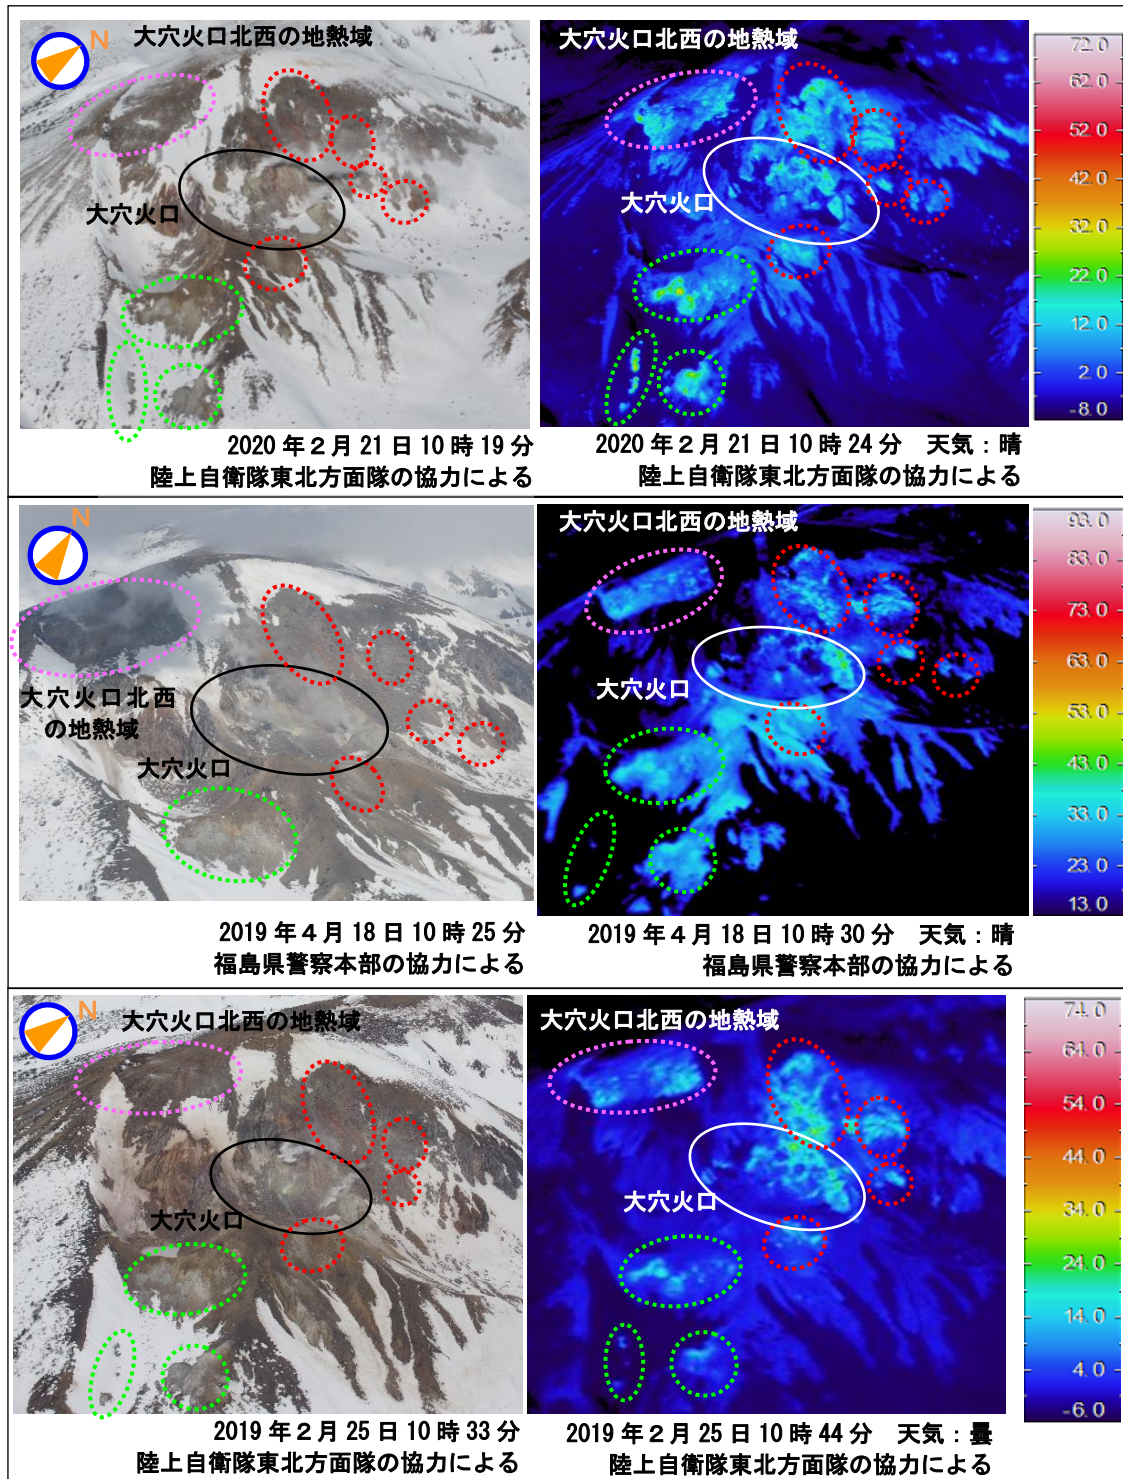 N
大穴火口北西の地熱域
大穴火口
2020年2月21日10時19分
陸上自衛隊東北方面隊の協力による
大穴火口北西の地熱域
大穴火口
72.0
62.0
52.0
42.0
32.0
22.0
12.0
2.0
-8.0
2020年2月21日10時24分　天気：晴
陸上自衛隊東北方面隊の協力による
N
大穴火口北西
の地熱域
大穴火口
2019年4月18日10時25分
福島県警察本部の協力による
大穴火口北西の地熱域
大穴火口
93.0
83.0
73.0
63.0
53.0
43.0
33.0
23.0
13.0
2019年4月18日10時30分　天気：晴
福島県警察本部の協力による
N
大穴火口北西の地熱域
大穴火口
2019年2月25日10時33分
陸上自衛隊東北方面隊の協力による
大穴火口北西の地熱域
大穴火口
74.0
64.0
54.0
44.0
34.0
24.0
14.0
4.0
-6.0
2019年2月25日10時44分　天気：曇
陸上自衛隊東北方面隊の協力による